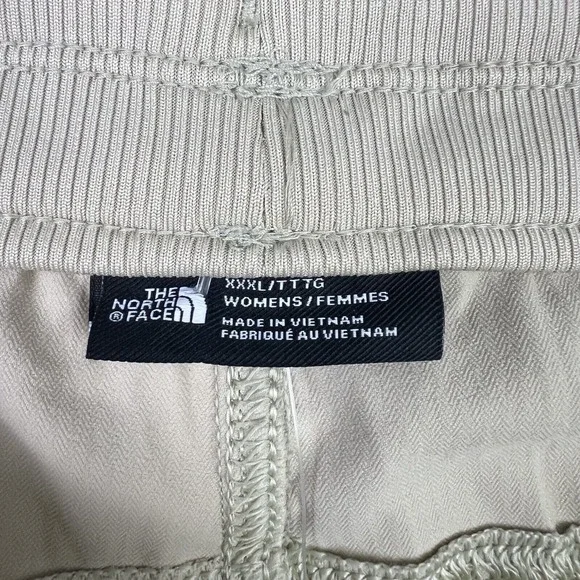 THE
NORTH
®FACE
XXXL/TTTG
WOMENS/FEMMES
MADE IN VIETNAM
FABRIQUÉ AU VIETNAM